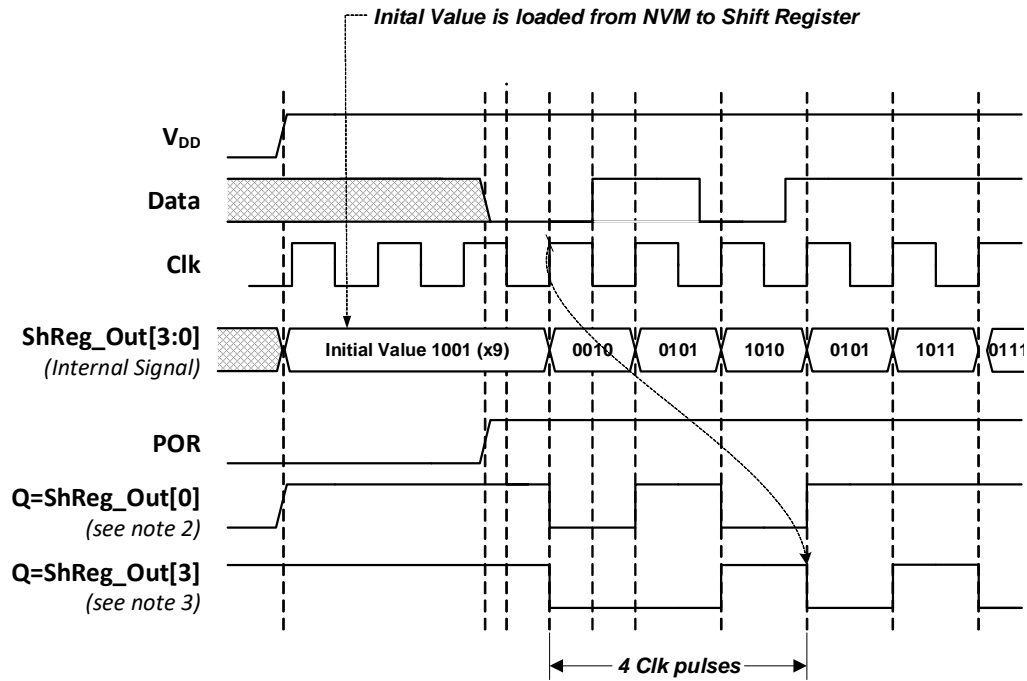 Inital Value is loaded from NVM to Shift Register
VDD
Data
Clk
ShReg_Out[3:0]
(Internal Signal)
Initial Value 1001 (x9)
0010
0101
1010
0101
1011
0111
POR
Q=ShReg_Out[0]
(see note 2)
Q=ShReg_Out[3]
(see note 3)
4 Clk pulses